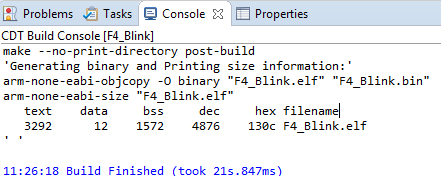 Problems Tasks Console Properties
CDT Build Console [F4_Blink]
make --no-print-directory post-build
'Generating binary and Printing size information:'
arm-none-eabi-objcopy -O binary "F4_Blink.elf" "F4_Blink.bin"
arm-none-eabi-size "F4_Blink.elf"
   text    data     bss     dec     hex filename
   3292      12    1572    4876    130c F4_Blink.elf
' '
11:26:18 Build Finished (took 21s.847ms)